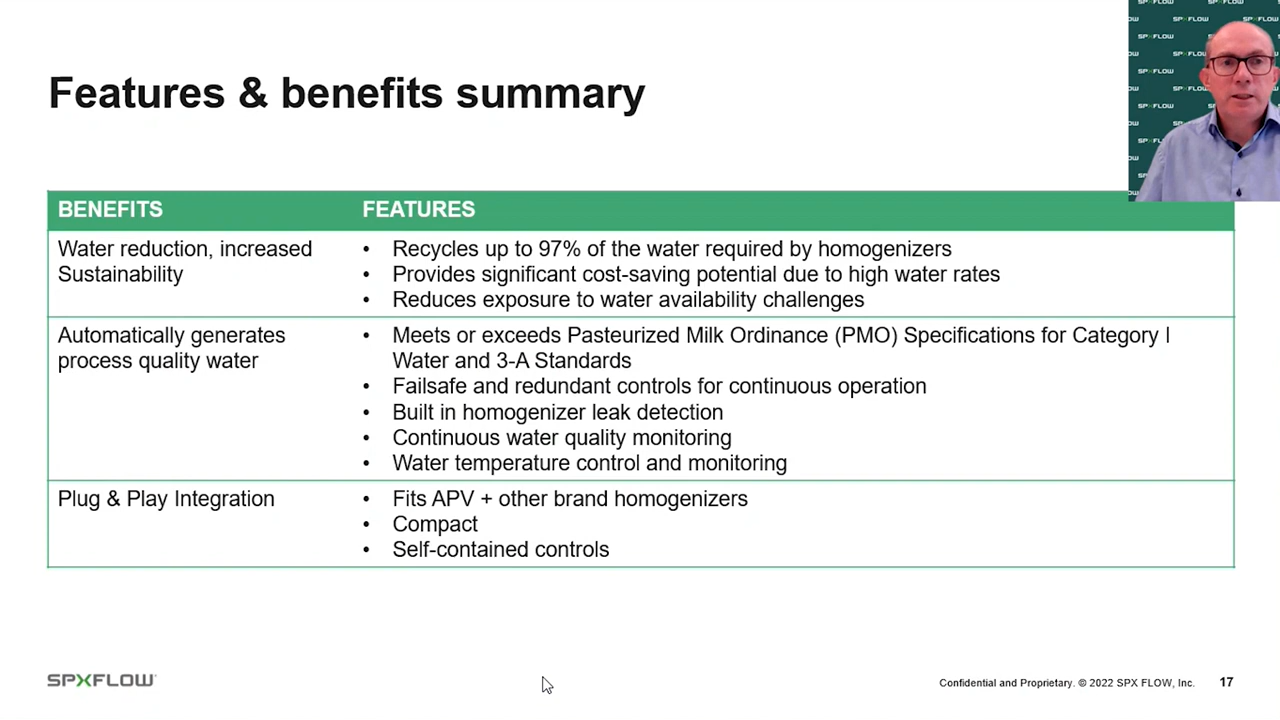 Features & benefits summary
BENEFITS
FEATURES
Water reduction, increased
Sustainability
• Recycles up to 97% of the water required by homogenizers
• Provides significant cost-saving potential due to high water rates
• Reduces exposure to water availability challenges
Automatically generates
process quality water
• Meets or exceeds Pasteurized Milk Ordinance (PMO) Specifications for Category I
Water and 3-A Standards
• Failsafe and redundant controls for continuous operation
• Built in homogenizer leak detection
• Continuous water quality monitoring
• Water temperature control and monitoring
Plug & Play Integration
• Fits APV + other brand homogenizers
• Compact
• Self-contained controls
SPXFLOW
Confidential and Proprietary. © 2022 SPX FLOW, Inc.
17
SPXFLOW